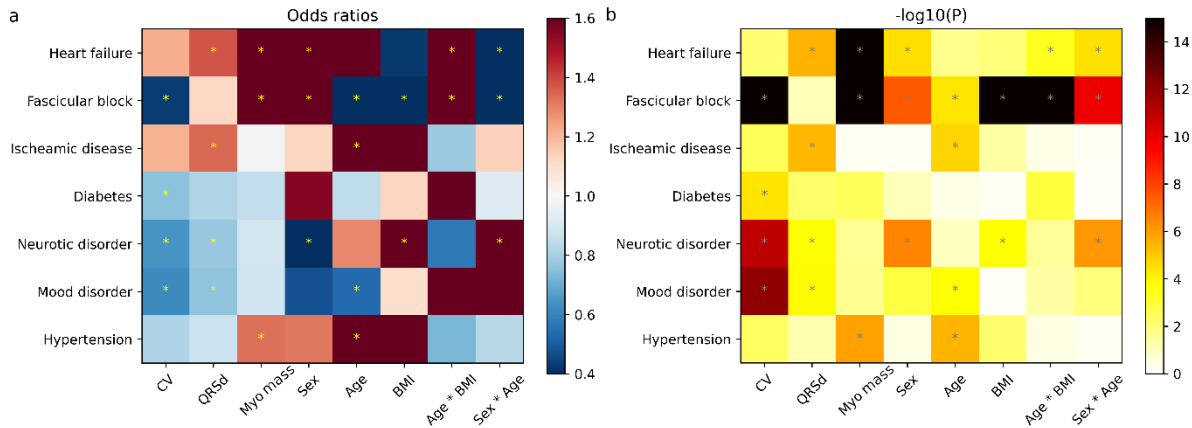 a
Odds ratios
Heart failure
* * * * *
Fascicular block
* * * * * * *
Ischeamic disease
* *
Diabetes
*
Neurotic disorder
* * * * *
Mood disorder
* * *
Hypertension
* *
CV QRSd Myo mass Sex Age BMI Age * BMI Sex * Age
1.6
1.4
1.2
1.0
0.8
0.6
0.4
b
-log10(P)
Heart failure
* * * * *
Fascicular block
* * * * * * *
Ischeamic disease
* *
Diabetes
*
Neurotic disorder
* * * * *
Mood disorder
* * *
Hypertension
* *
CV QRSd Myo mass Sex Age BMI Age * BMI Sex * Age
14
12
10
8
6
4
2
0